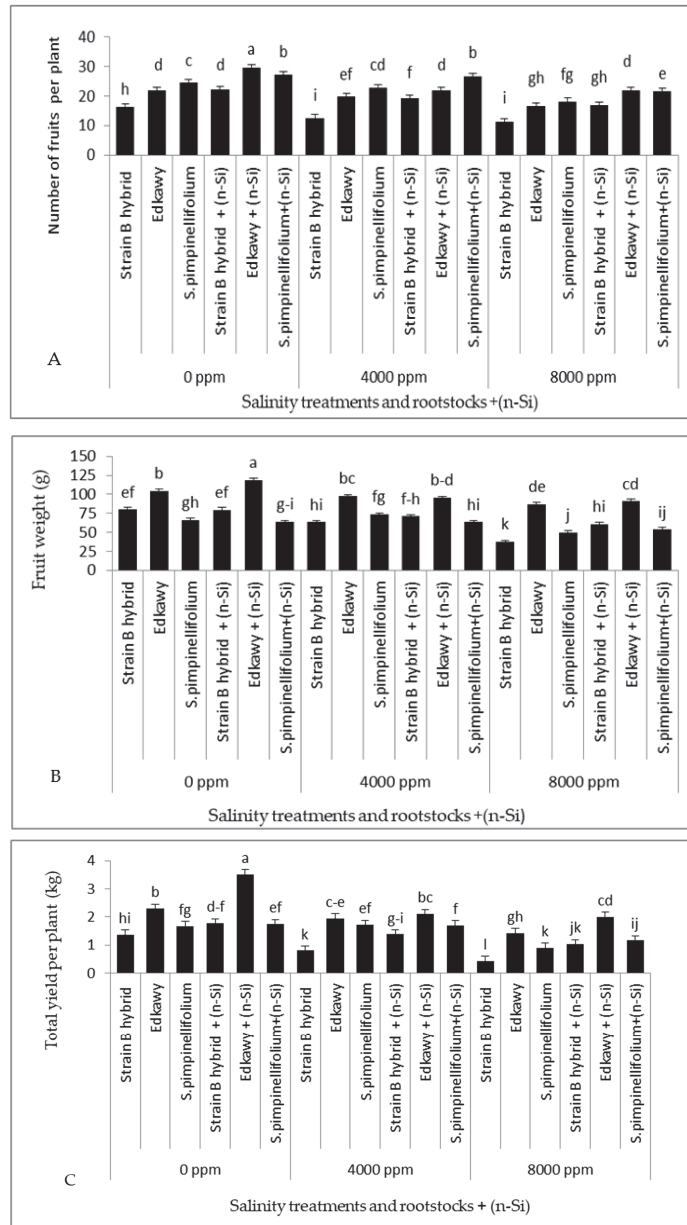 40
30
20
10
0
Number of fruits per plant
h d c d a b i ef cd f d b i gh fg gh d e
Strain B hybrid
Edkawy
S.pimpinellifolium
Strain B hybrid + (n-Si)
Edkawy + (n-Si)
S.pimpinellifolium+(n-Si)
Strain B hybrid
Edkawy
S.pimpinellifolium
Strain B hybrid + (n-Si)
Edkawy + (n-Si)
S.pimpinellifolium+(n-Si)
Strain B hybrid
Edkawy
S.pimpinellifolium
Strain B hybrid + (n-Si)
Edkawy + (n-Si)
S.pimpinellifolium+(n-Si)
A
0 ppm 4000 ppm 8000 ppm
Salinity treatments and rootstocks +(n-Si)
150
125
100
75
50
25
0
Fruit weight (g)
ef b gh ef a g-i hi bc fg f-h b-d hi k de j hi cd ij
Strain B hybrid
Edkawy
S.pimpinellifolium
Strain B hybrid + (n-Si)
Edkawy + (n-Si)
S.pimpinellifolium+(n-Si)
Strain B hybrid
Edkawy
S.pimpinellifolium
Strain B hybrid + (n-Si)
Edkawy + (n-Si)
S.pimpinellifolium+(n-Si)
Strain B hybrid
Edkawy
S.pimpinellifolium
Strain B hybrid + (n-Si)
Edkawy + (n-Si)
S.pimpinellifolium+(n-Si)
B
0 ppm 4000 ppm 8000 ppm
Salinity treatments and rootstocks +(n-Si)
4
3
2
1
0
Total yield per plant (kg)
hi b fg d-f a ef k c-e ef g-i bc f l gh k jk cd ij
Strain B hybrid
Edkawy
S.pimpinellifolium
Strain B hybrid + (n-Si)
Edkawy + (n-Si)
S.pimpinellifolium+(n-Si)
Strain B hybrid
Edkawy
S.pimpinellifolium
Strain B hybrid + (n-Si)
Edkawy + (n-Si)
S.pimpinellifolium+(n-Si)
Strain B hybrid
Edkawy
S.pimpinellifolium
Strain B hybrid + (n-Si)
Edkawy + (n-Si)
S.pimpinellifolium+(n-Si)
C
0 ppm 4000 ppm 8000 ppm
Salinity treatments and rootstocks + (n-Si)